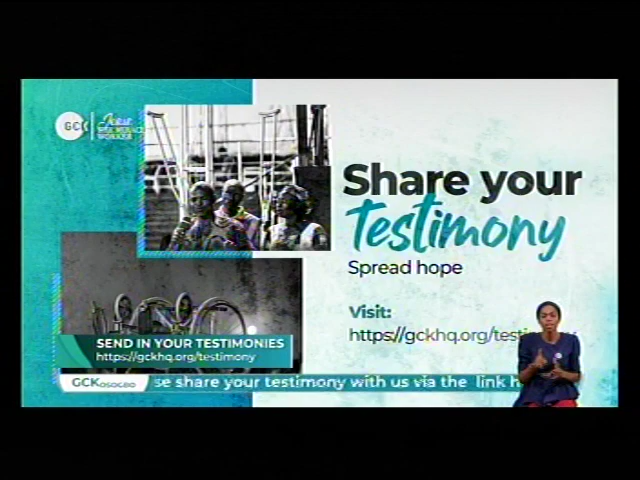 GCK
Share your
testimony
Spread hope
Visit:
https://gckhq.org/testimony
SEND IN YOUR TESTIMONIES
https://gckhq.org/testimony
GCK
se share your testimony with us via the link h